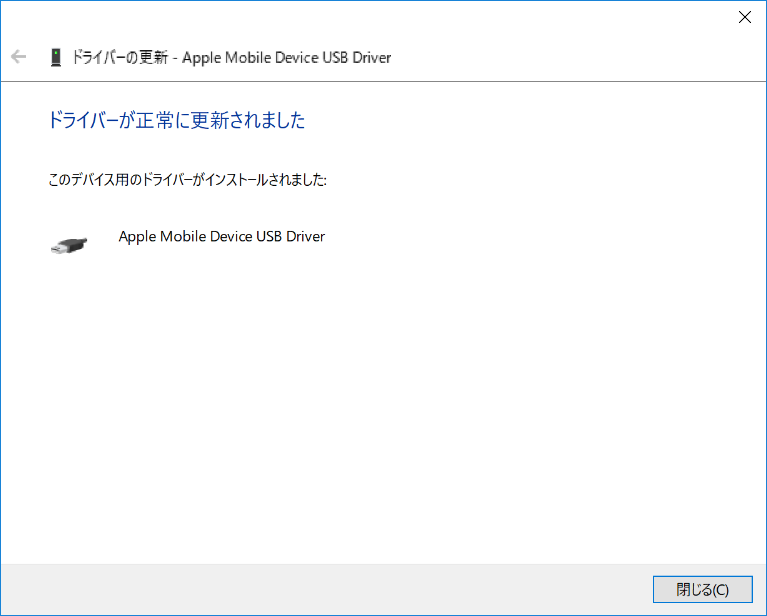 ドライバーの更新 - Apple Mobile Device USB Driver
ドライバーが正常に更新されました
このデバイス用のドライバーがインストールされました:
Apple Mobile Device USB Driver
閉じる(C)